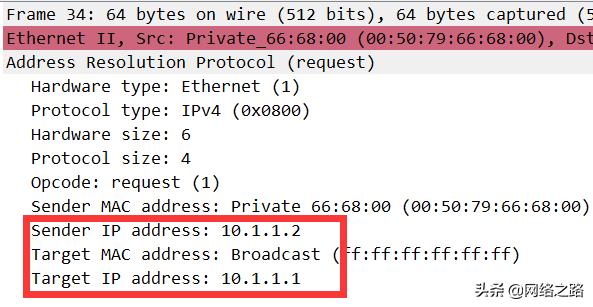 Frame 34: 64 bytes on wire (512 bits), 64 bytes captured (5
Ethernet II, Src: Private_66:68:00 (00:50:79:66:68:00), Dst
Address Resolution Protocol (request)
Hardware type: Ethernet (1)
Protocol type: IPv4 (0x0800)
Hardware size: 6
Protocol size: 4
Opcode: request (1)
Sender MAC address: Private_66:68:00 (00:50:79:66:68:00)
Sender IP address: 10.1.1.2
Target MAC address: Broadcast (ff:ff:ff:ff:ff:ff)
Target IP address: 10.1.1.1
头条 @网络之路